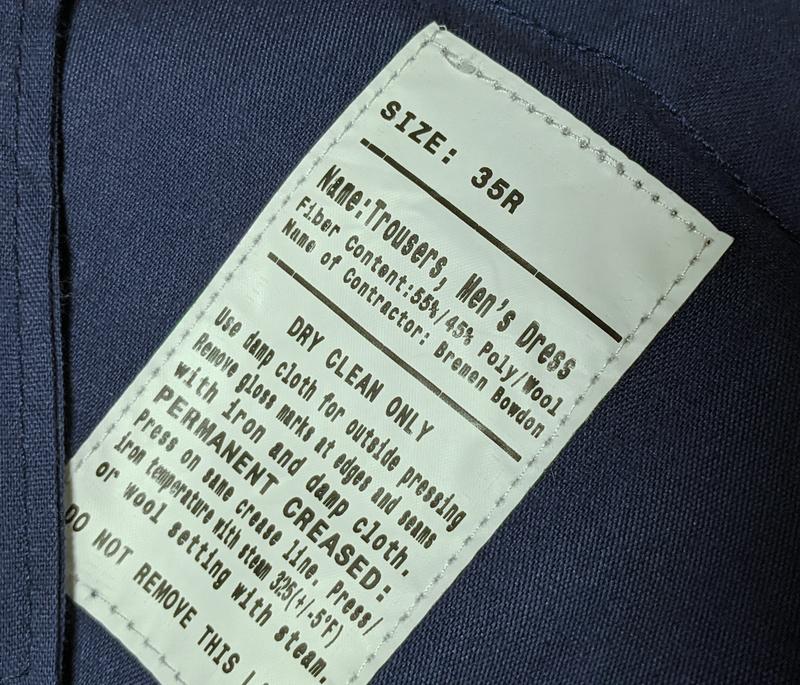 SIZE: 35R
Name:Trousers, Men's Dress
Fiber Content:55%/45% Poly/Wool
Name of Contractor: Bremen Bowdon
DRY CLEAN ONLY
Use damp cloth for outside pressing
Remove gloss marks at edges and seams
with iron and damp cloth.
PERMANENT CREASED:
Press on same crease line. Press/
iron temperature with steam 325(+/-5°F)
or wool setting with steam.
DO NOT REMOVE THIS